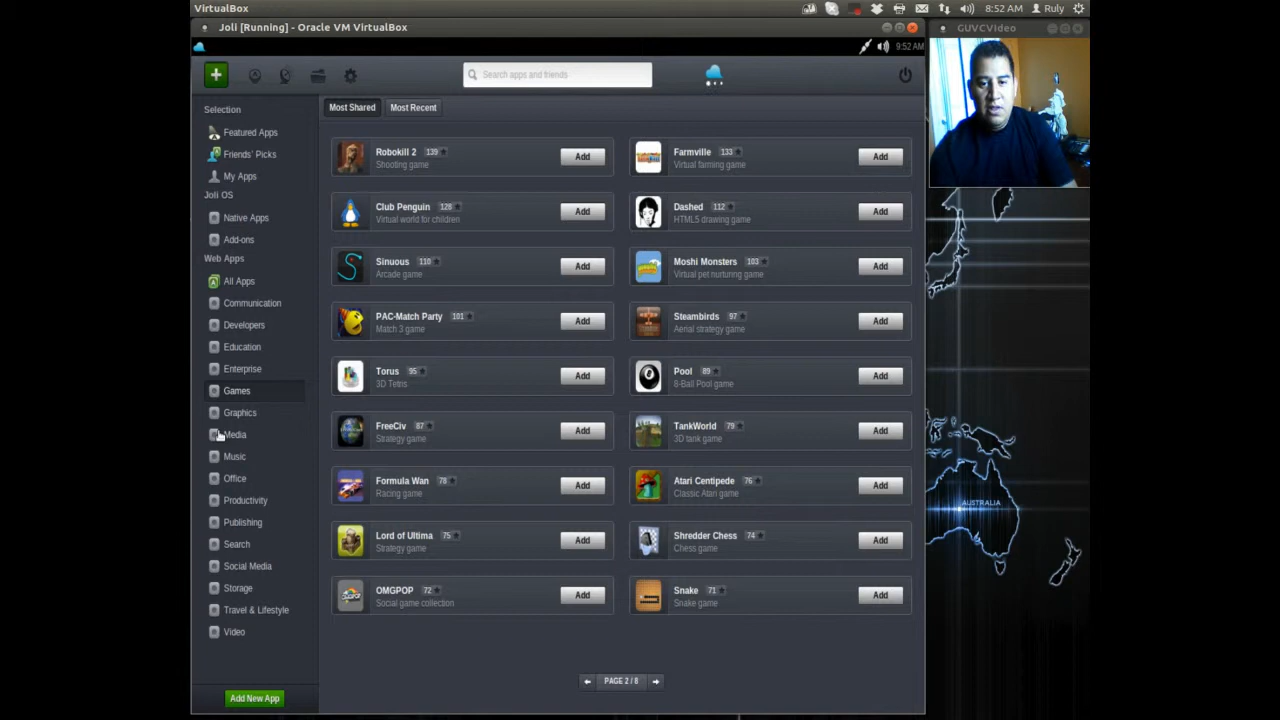 VirtualBox
8:52 AM
Ruly
Joli [Running] - Oracle VM VirtualBox
GUVCVideo
9:52 AM
Search apps and friends
Selection
Featured Apps
Friends' Picks
My Apps
Joli OS
Native Apps
Add-ons
Web Apps
All Apps
Communication
Developers
Education
Enterprise
Games
Graphics
Media
Music
Office
Productivity
Publishing
Search
Social Media
Storage
Travel & Lifestyle
Video
Add New App
Most Shared
Most Recent
Robokill 2 139
Shooting game
Add
Farmville 133
Virtual farming game
Add
Club Penguin 128
Virtual world for children
Add
Dashed 112
HTML5 drawing game
Add
Sinuous 110
Arcade game
Add
Moshi Monsters 103
Virtual pet nurturing game
Add
PAC-Match Party 101
Match 3 game
Add
Steambirds 97
Aerial strategy game
Add
Torus 95
3D Tetris
Add
Pool 89
8-Ball Pool game
Add
FreeCiv 87
Strategy game
Add
TankWorld 79
3D tank game
Add
Formula Wan 78
Racing game
Add
Atari Centipede 76
Classic Atari game
Add
Lord of Ultima 75
Strategy game
Add
Shredder Chess 74
Chess game
Add
OMGPOP 72
Social game collection
Add
Snake 71
Snake game
Add
PAGE 2 / 8
AUSTRALIA